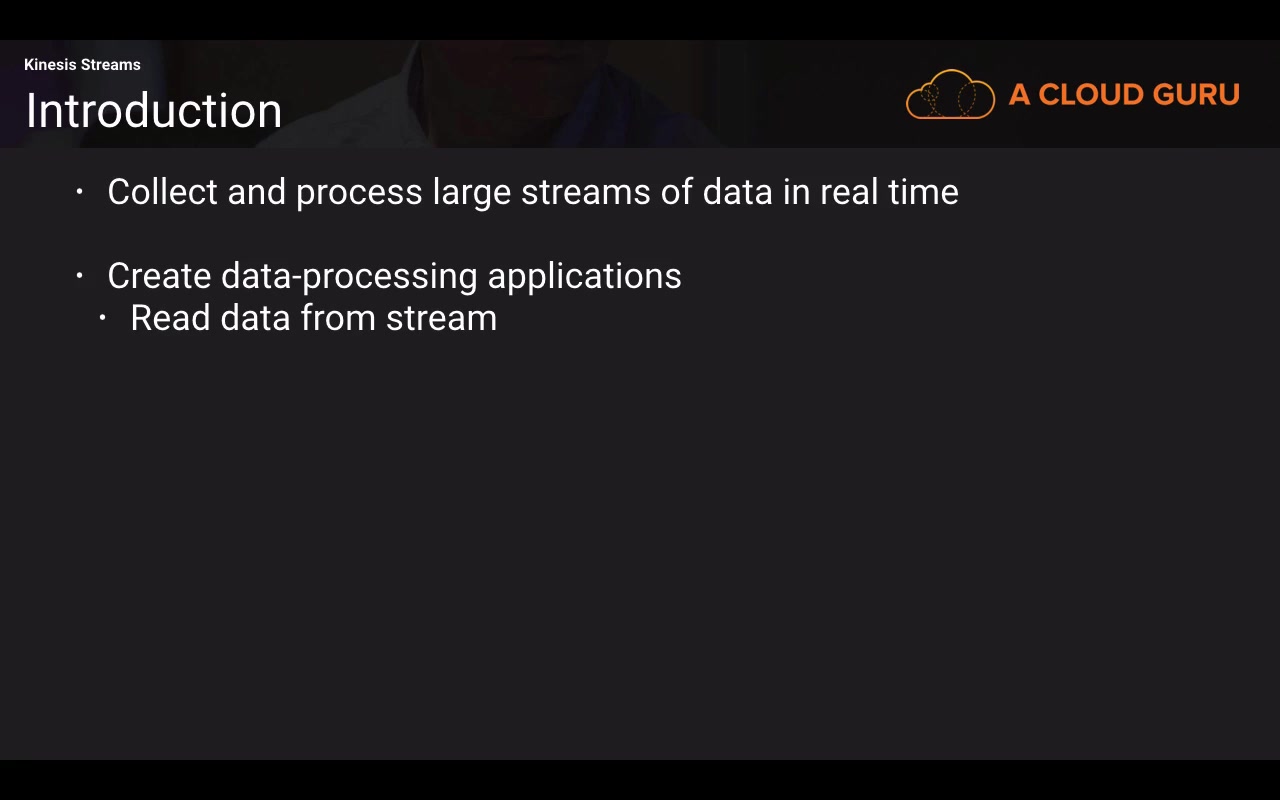 Kinesis Streams
Introduction
A CLOUD GURU
· Collect and process large streams of data in real time
· Create data-processing applications
· Read data from stream